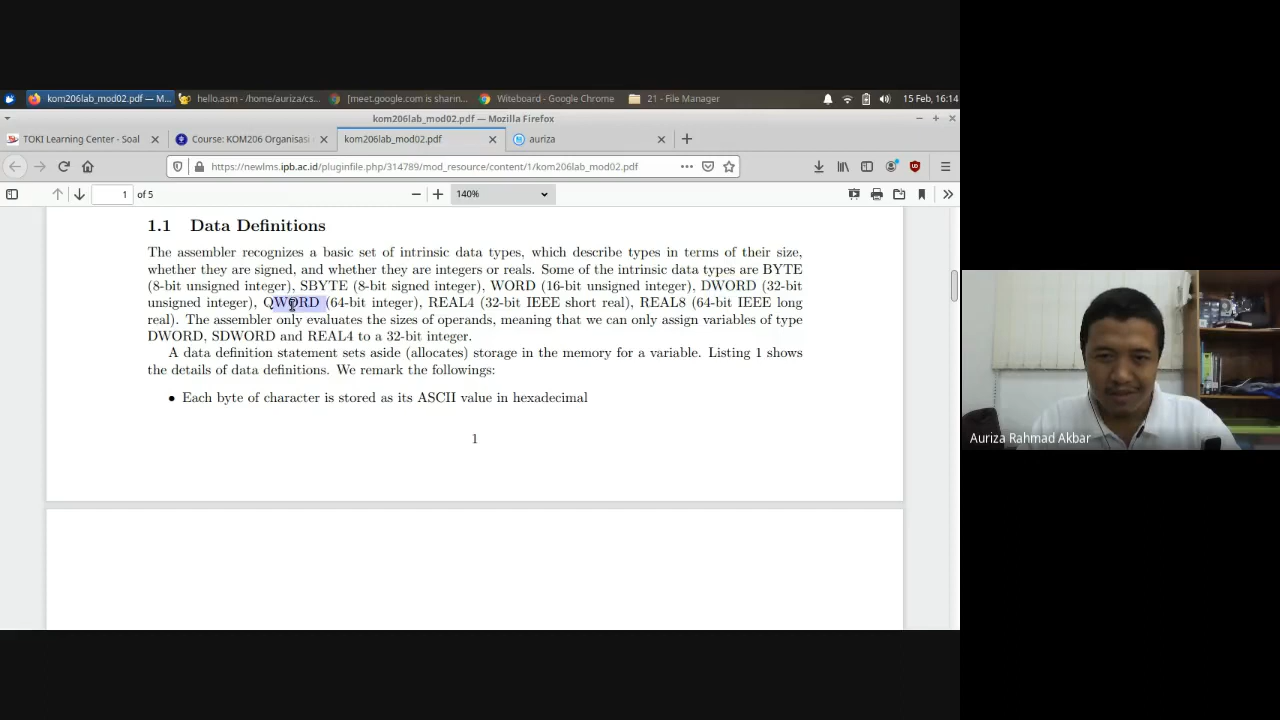 kom206lab_mod02.pdf — M...
hello.asm - /home/auriza/cs...
[meet.google.com is sharin...
Witeboard - Google Chrome
21 - File Manager
15 Feb, 16:14
kom206lab_mod02.pdf — Mozilla Firefox
TOKI Learning Center - Soal
Course: KOM206 Organisasi
kom206lab_mod02.pdf
auriza
https://newlms.ipb.ac.id/pluginfile.php/314789/mod_resource/content/1/kom206lab_mod02.pdf
1 of 5
140%
1.1 Data Definitions
The assembler recognizes a basic set of intrinsic data types, which describe types in terms of their size,
whether they are signed, and whether they are integers or reals. Some of the intrinsic data types are BYTE
(8-bit unsigned integer), SBYTE (8-bit signed integer), WORD (16-bit unsigned integer), DWORD (32-bit
unsigned integer), QWORD (64-bit integer), REAL4 (32-bit IEEE short real), REAL8 (64-bit IEEE long
real). The assembler only evaluates the sizes of operands, meaning that we can only assign variables of type
DWORD, SDWORD and REAL4 to a 32-bit integer.
A data definition statement sets aside (allocates) storage in the memory for a variable. Listing 1 shows
the details of data definitions. We remark the followings:
• Each byte of character is stored as its ASCII value in hexadecimal
1
Auriza Rahmad Akbar